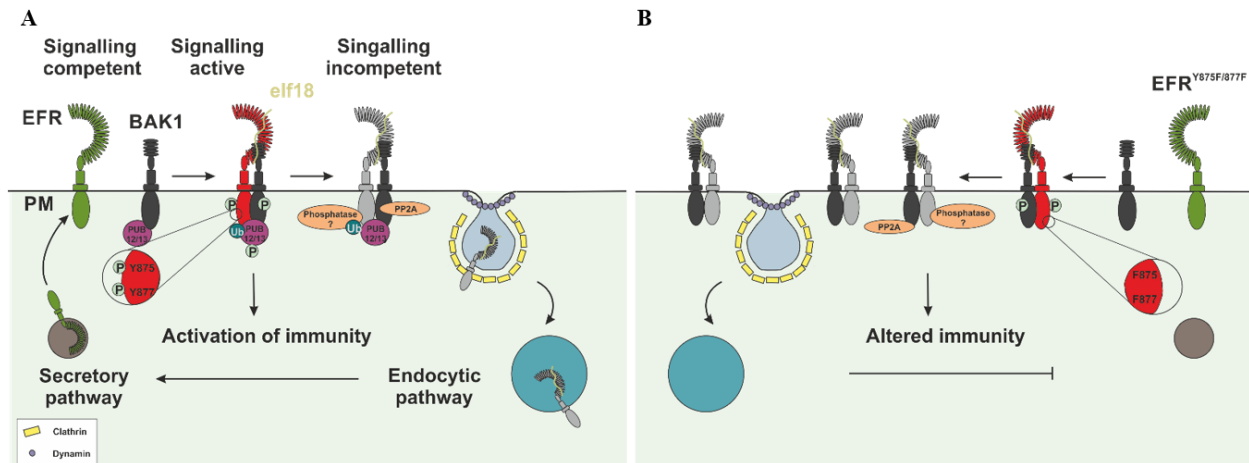 A
Signalling
competent
Signalling
active
Singalling
incompetent
elf18
EFR
BAK1
PM
P
P
Phosphatase
?
PP2A
Ub
PUB
12/13
PUB
12/13
Ub
PUB
12/13
P
P
Y875
P
Y877
Activation of immunity
Secretory
pathway
Endocytic
pathway
Clathrin
Dynamin
B
EFR Y875F/877F
PP2A
Phosphatase
?
P
P
F875
F877
Altered immunity